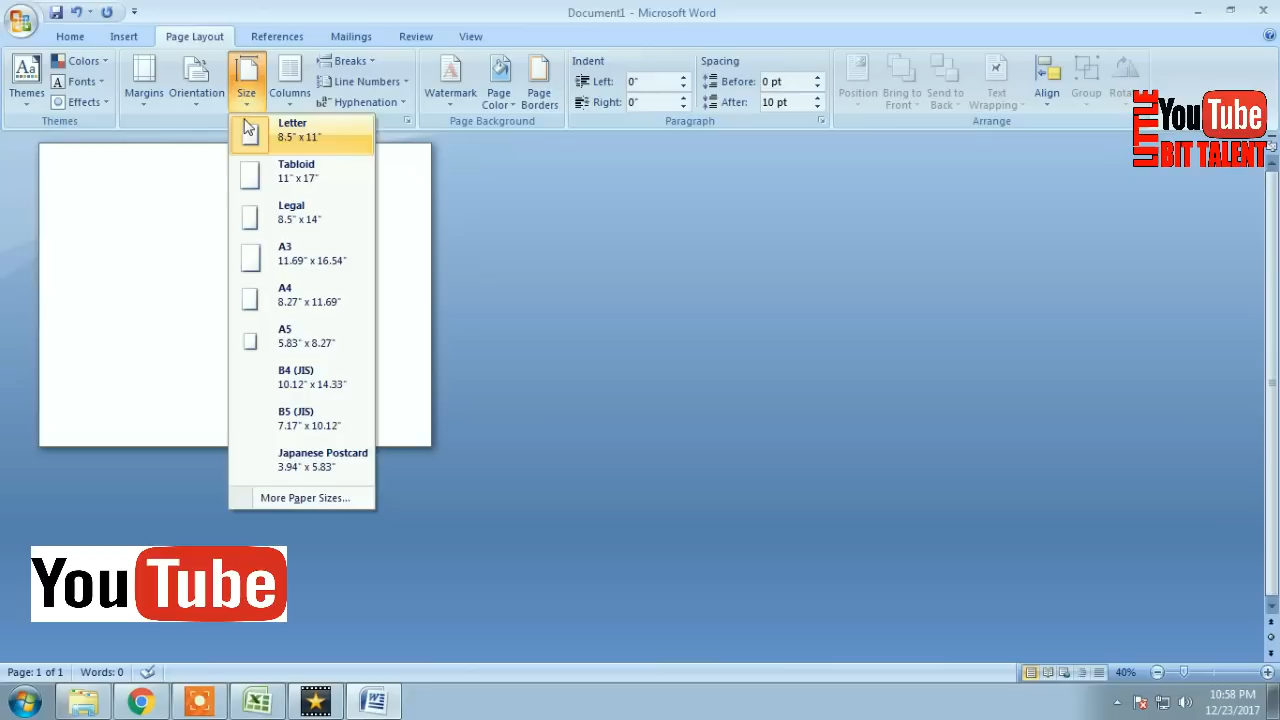 Document1 - Microsoft Word
Home Insert Page Layout References Mailings Review View
Themes
Colors
Fonts
Effects
Themes
Margins
Orientation
Size
Columns
Breaks
Line Numbers
Hyphenation
Watermark
Page
Color
Page
Borders
Page Background
Indent
Left: 0"
Right: 0"
Spacing
Before: 0 pt
After: 10 pt
Paragraph
Position
Bring to
Front
Send to
Back
Text
Wrapping
Align
Group
Rotate
Arrange
LITTLE
YouTube
BIT TALENT
Letter
8.5" x 11"
Tabloid
11" x 17"
Legal
8.5" x 14"
A3
11.69" x 16.54"
A4
8.27" x 11.69"
A5
5.83" x 8.27"
B4 (JIS)
10.12" x 14.33"
B5 (JIS)
7.17" x 10.12"
Japanese Postcard
3.94" x 5.83"
More Paper Sizes...
YouTube
Page: 1 of 1 Words: 0
40%
10:58 PM
12/23/2017